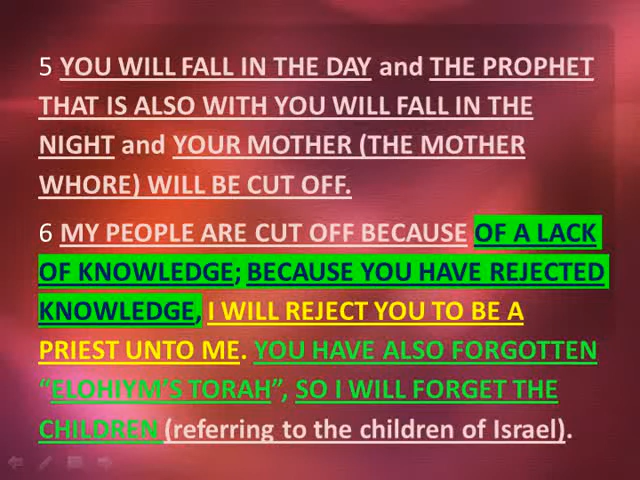 5 YOU WILL FALL IN THE DAY and THE PROPHET
THAT IS ALSO WITH YOU WILL FALL IN THE
NIGHT and YOUR MOTHER (THE MOTHER
WHORE) WILL BE CUT OFF.
6 MY PEOPLE ARE CUT OFF BECAUSE OF A LACK
OF KNOWLEDGE; BECAUSE YOU HAVE REJECTED
KNOWLEDGE, I WILL REJECT YOU TO BE A
PRIEST UNTO ME. YOU HAVE ALSO FORGOTTEN
“ELOHIYM’S TORAH”, SO I WILL FORGET THE
CHILDREN (referring to the children of Israel).